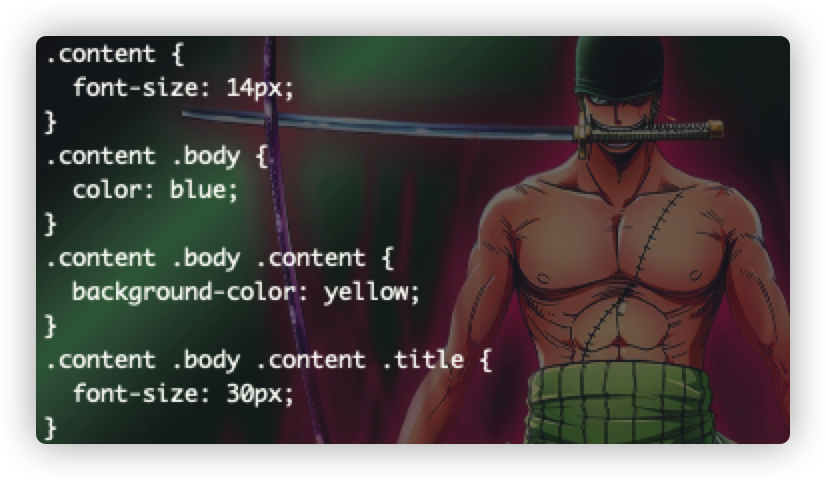 .content {
  font-size: 14px;
}
.content .body {
  color: blue;
}
.content .body .content {
  background-color: yellow;
}
.content .body .content .title {
  font-size: 30px;
}